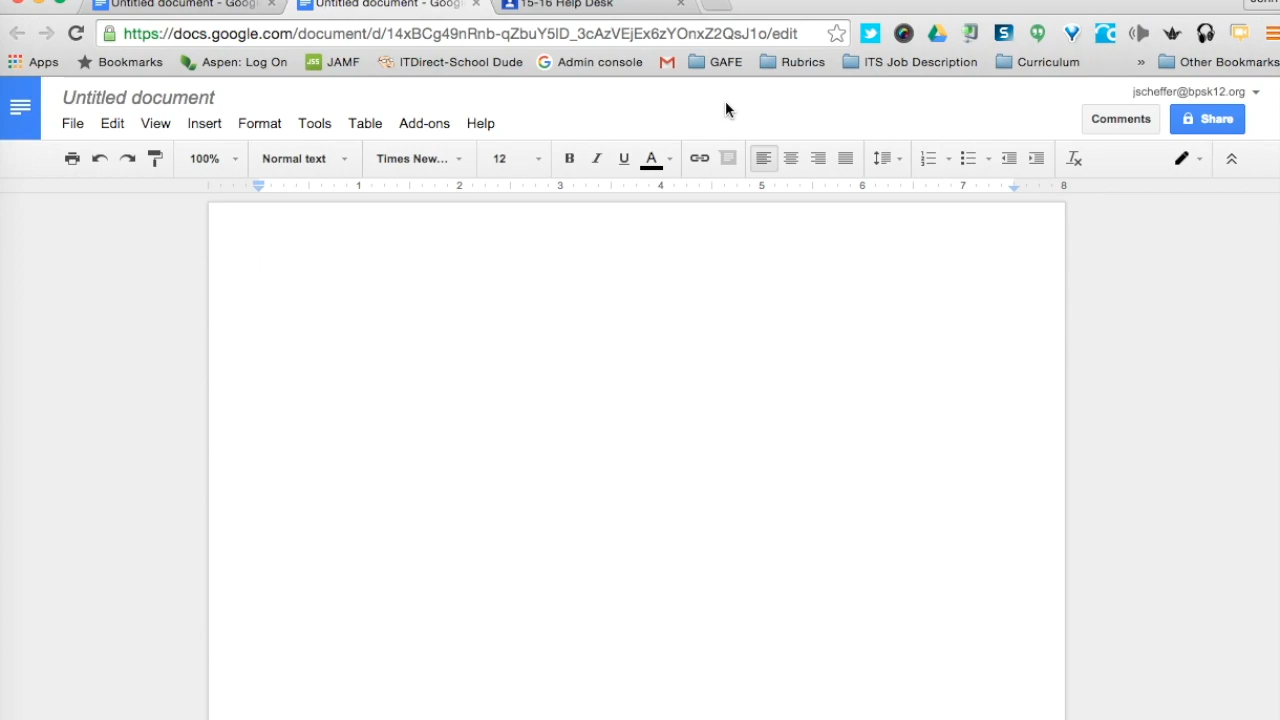 Untitled document - Googl
Untitled document - Googl
15-16 Help Desk
https://docs.google.com/document/d/14xBCg49nRnb-qZbuY5ID_3cAzVEjEx6zYOnxZ2QsJ1o/edit
Apps Bookmarks Aspen: Log On JAMF ITDirect-School Dude Admin console GAFE Rubrics ITS Job Description Curriculum » Other Bookmarks
Untitled document
jscheffer@bpsk12.org
File Edit View Insert Format Tools Table Add-ons Help
Comments Share
100% Normal text Times New... 12 B I U A
1 2 3 4 5 6 7 8